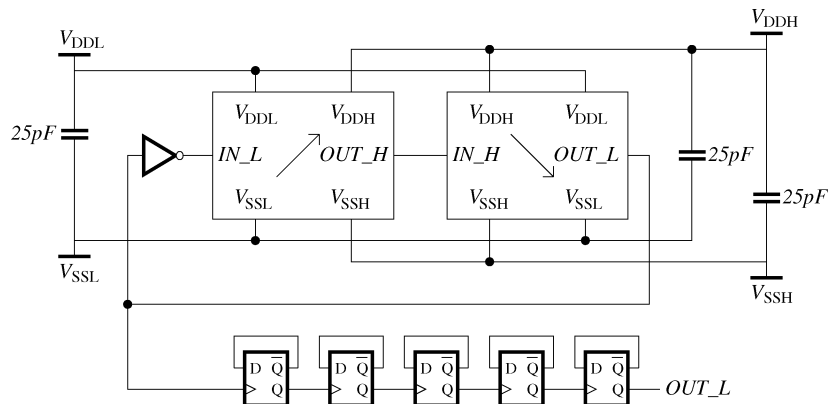 VDDL
VDDH
25pF
VDDL
VDDH
VDDH
VDDL
IN_L
OUT_H
IN_H
OUT_L
25pF
VSSL
VSSH
VSSH
VSSL
25pF
VSSL
VSSH
D Q
D Q
D Q
D Q
D Q
Q
Q
Q
Q
Q
OUT_L